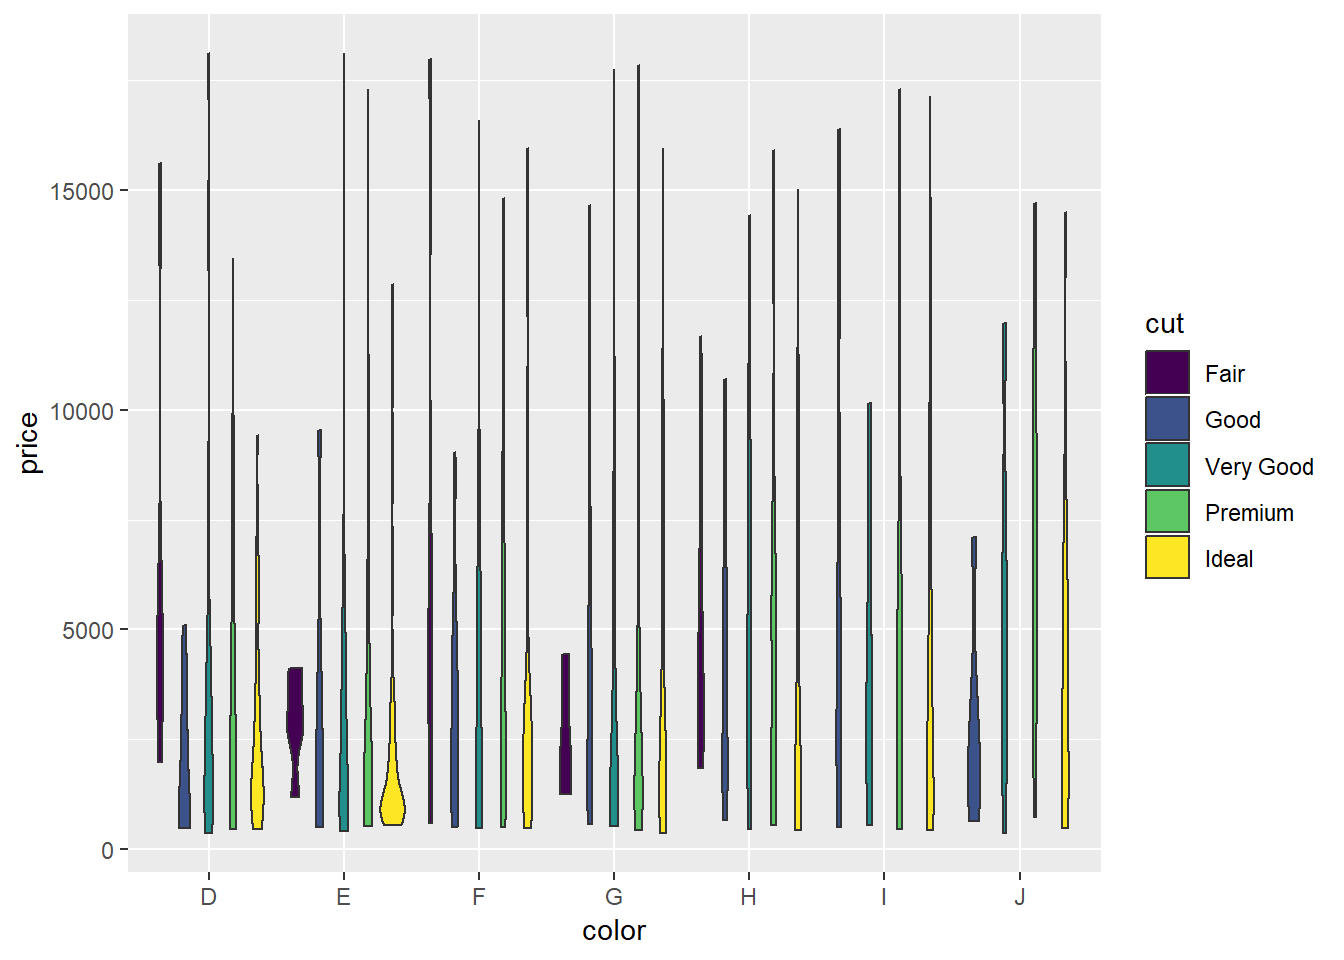 15000
10000
5000
0
price
D E F G H I J
color
cut
Fair
Good
Very Good
Premium
Ideal